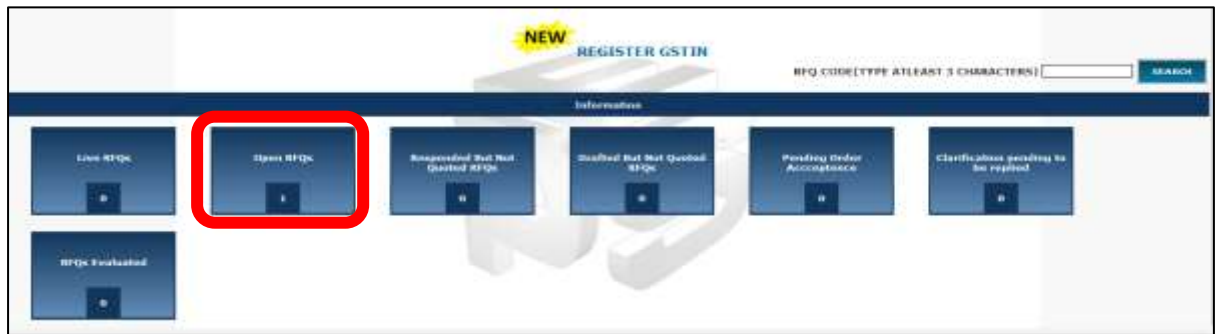 NEW
REGISTER GSTIN
RFQ CODE[TYPE ATLEAST 3 CHARACTERS]
SEARCH
Information
Live RFQs
0
Open RFQs
1
Responded But Not
Quoted RFQs
0
Drafted But Not Quoted
RFQs
0
Pending Order
Acceptance
0
Clarification pending to
be replied
0
RFQs Evaluated
0